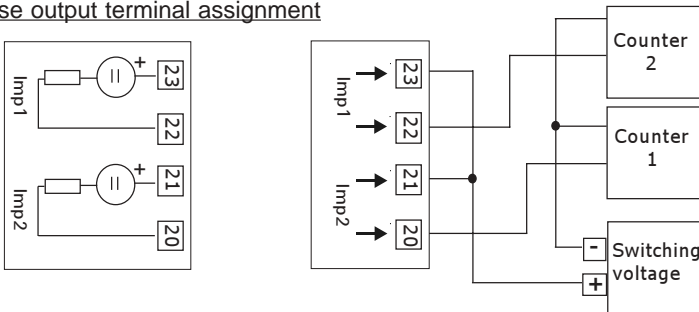 se output terminal assignment
Imp1
Imp2
+
23
22
+
21
20
Imp1
Imp2
23
22
21
20
Counter
2
Counter
1
-
Switching
voltage
+